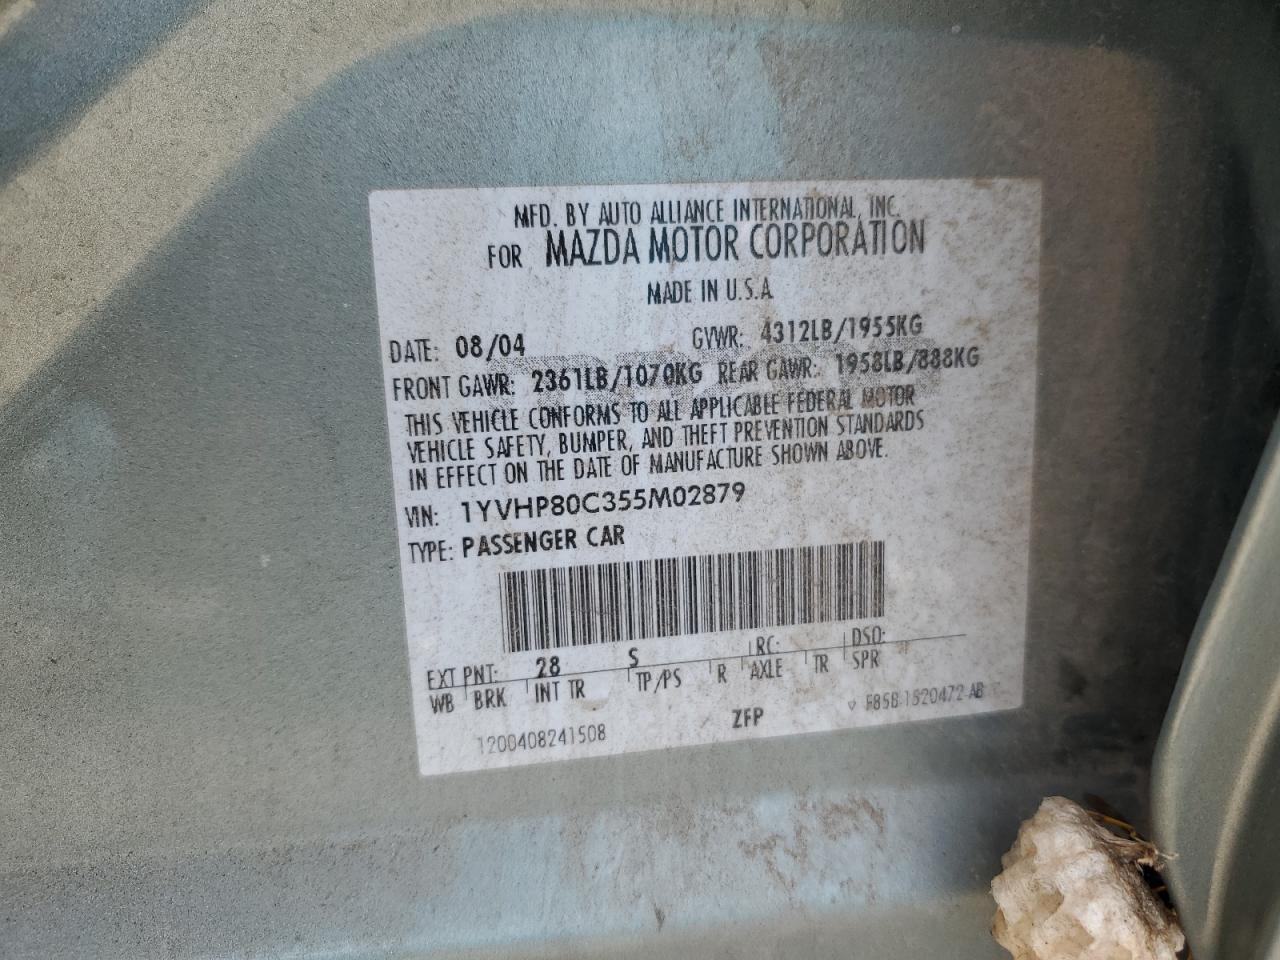 MFD. BY AUTO ALLIANCE INTERNATIONAL, INC.
FOR MAZDA MOTOR CORPORATION
MADE IN U.S.A
DATE: 08/04 GVWR: 4312LB/1955KG
FRONT GAWR: 2361LB/1070KG REAR GAWR: 1958LB/888KG
THIS VEHICLE CONFORMS TO ALL APPLICABLE FEDERAL MOTOR
VEHICLE SAFETY, BUMPER, AND THEFT PREVENTION STANDARDS
IN EFFECT ON THE DATE OF MANUFACTURE SHOWN ABOVE.
VIN: 1YVHP80C355M02879
TYPE: PASSENGER CAR
EXT PNT: 28 S RC: DSO:
WB BRK INT TR TP/PS R AXLE TR SPR
1200408241508 ZFP F85B-1520472-AB